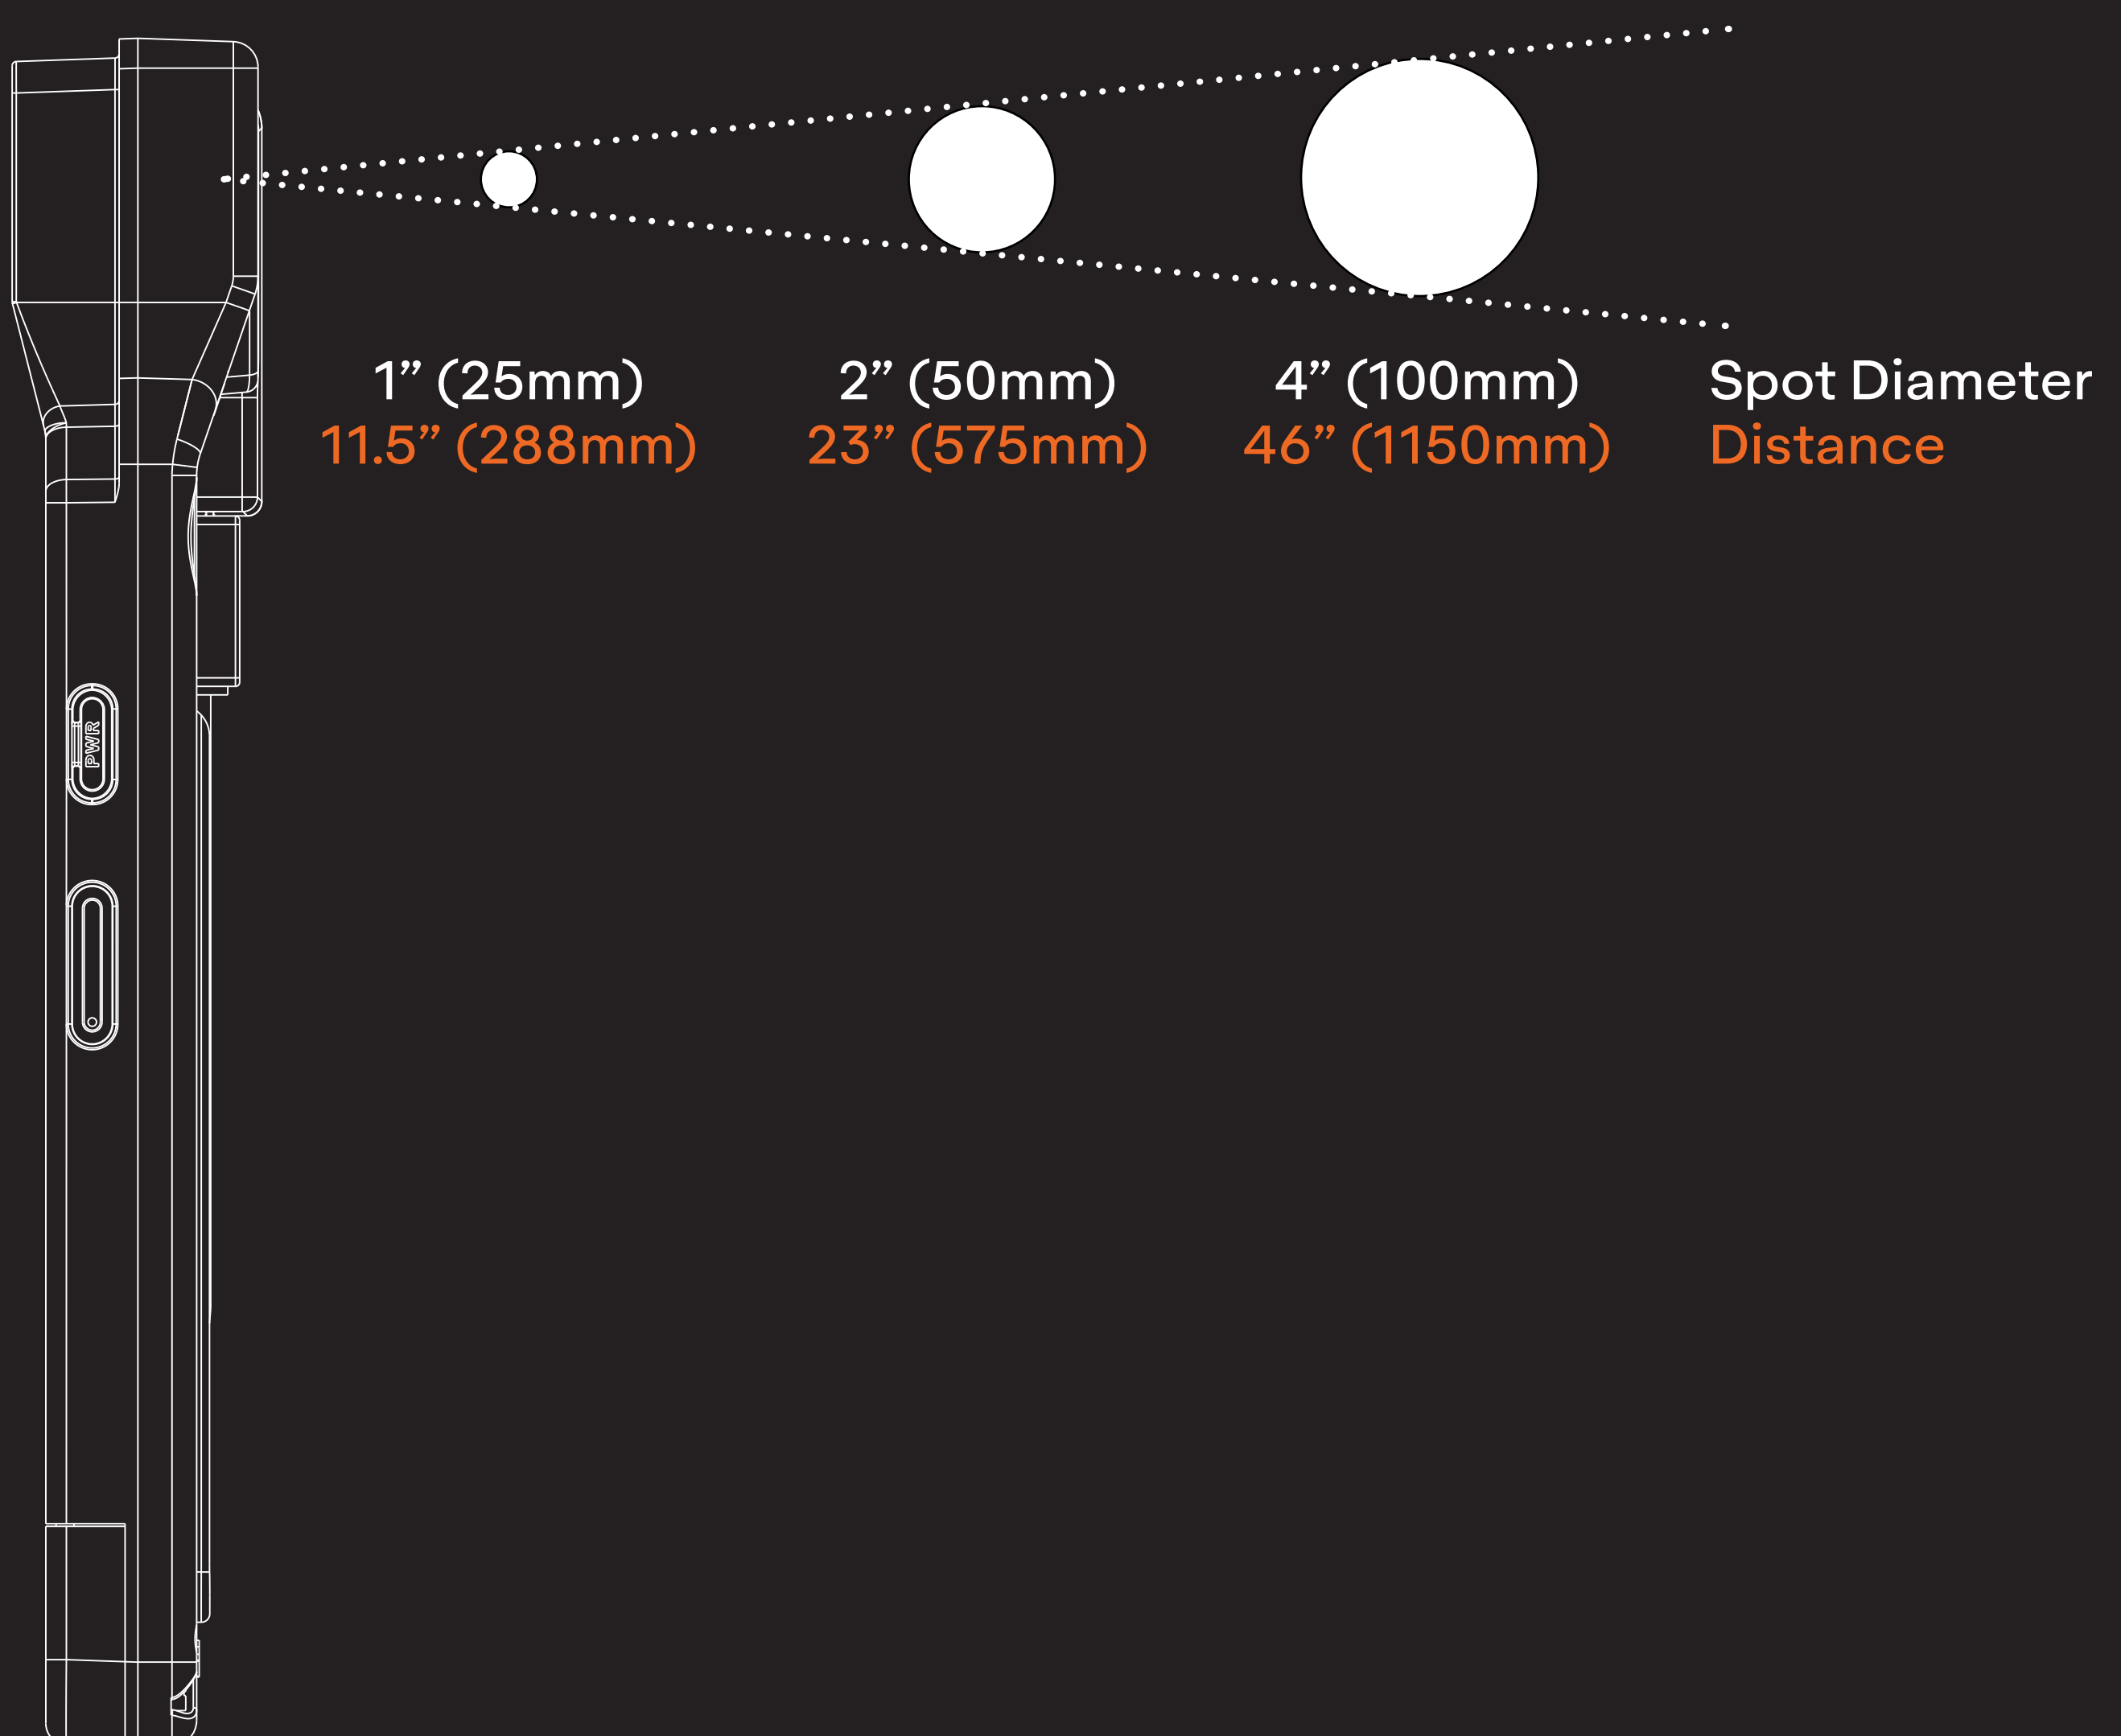 1” (25mm) 2” (50mm) 4” (100mm) Spot Diameter
11.5” (288mm) 23” (575mm) 46” (1150mm) Distance
PWR